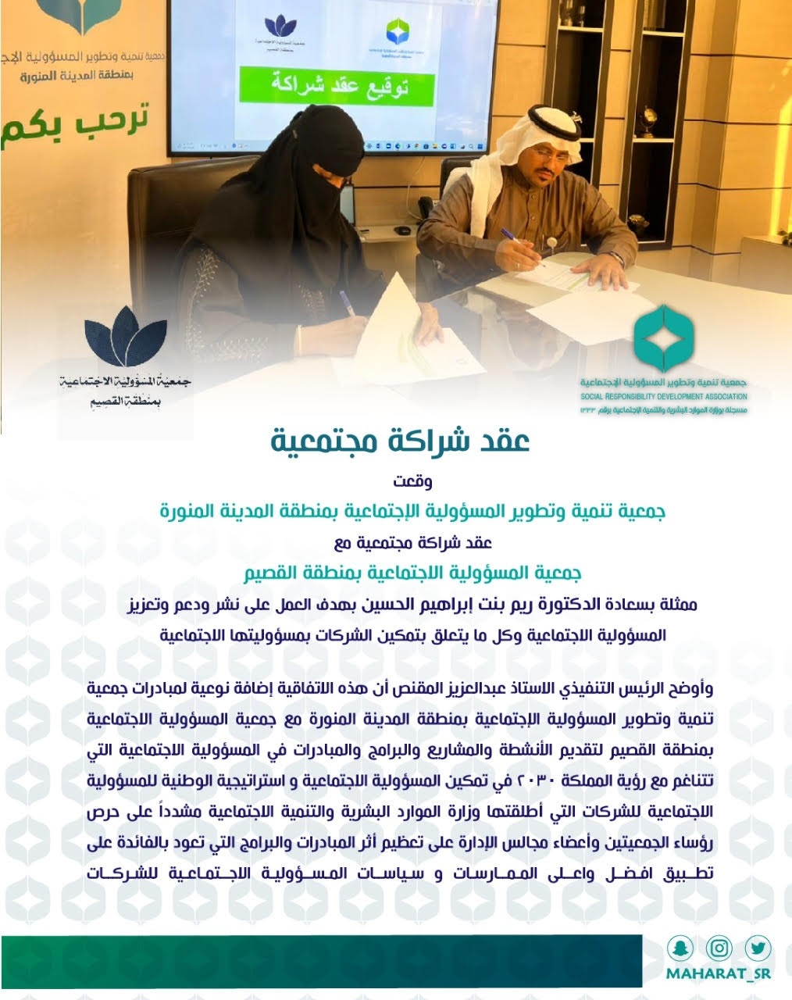 جمعية تنمية وتطوير المسؤولية الإج
بمنطقة المدينة المنورة
ترحب بكم
جمعية المسؤولية الاجتماعية
بمنطقة القصيم
توقيع عقد شراكة
جمعية المسؤولية الاجتماعية
بمنطقة القصيم
جمعية تنمية وتطوير المسؤولية الإجتماعية
SOCIAL RESPONSIBILITY DEVELOPMENT ASSOCIATION
مسجلة بوزارة الموارد البشرية والتنمية الإجتماعية برقم ١٣٣٣
عقد شراكة مجتمعية
وقعت
جمعية تنمية وتطوير المسؤولية الإجتماعية بمنطقة المدينة المنورة
عقد شراكة مجتمعية مع
جمعية المسؤولية الاجتماعية بمنطقة القصيم
ممثلة بسعادة الدكتورة ريم بنت إبراهيم الحسين بهدف العمل على نشر ودعم وتعزيز
المسؤولية الاجتماعية وكل ما يتعلق بتمكين الشركات بمسؤوليتها الاجتماعية
وأوضح الرئيس التنفيذي الاستاذ عبدالعزيز المقنص أن هذه الاتفاقية إضافة نوعية لمبادرات جمعية
تنمية وتطوير المسؤولية الإجتماعية بمنطقة المدينة المنورة مع جمعية المسؤولية الاجتماعية
بمنطقة القصيم لتقديم الأنشطة والمشاريع والبرامج والمبادرات في المسؤولية الاجتماعية التي
تتناغم مع رؤية المملكة ٢٠٣٠ في تمكين المسؤولية الاجتماعية و استراتيجية الوطنية للمسؤولية
الاجتماعية للشركات التي أطلقتها وزارة الموارد البشرية والتنمية الاجتماعية مشدداً على حرص
رؤساء الجمعيتين وأعضاء مجالس الإدارة على تعظيم أثر المبادرات والبرامج التي تعود بالفائدة على
تطبيق افضل واعلى الممارسات و سياسات المسؤولية الاجتماعية للشركات
MAHARAT_SR